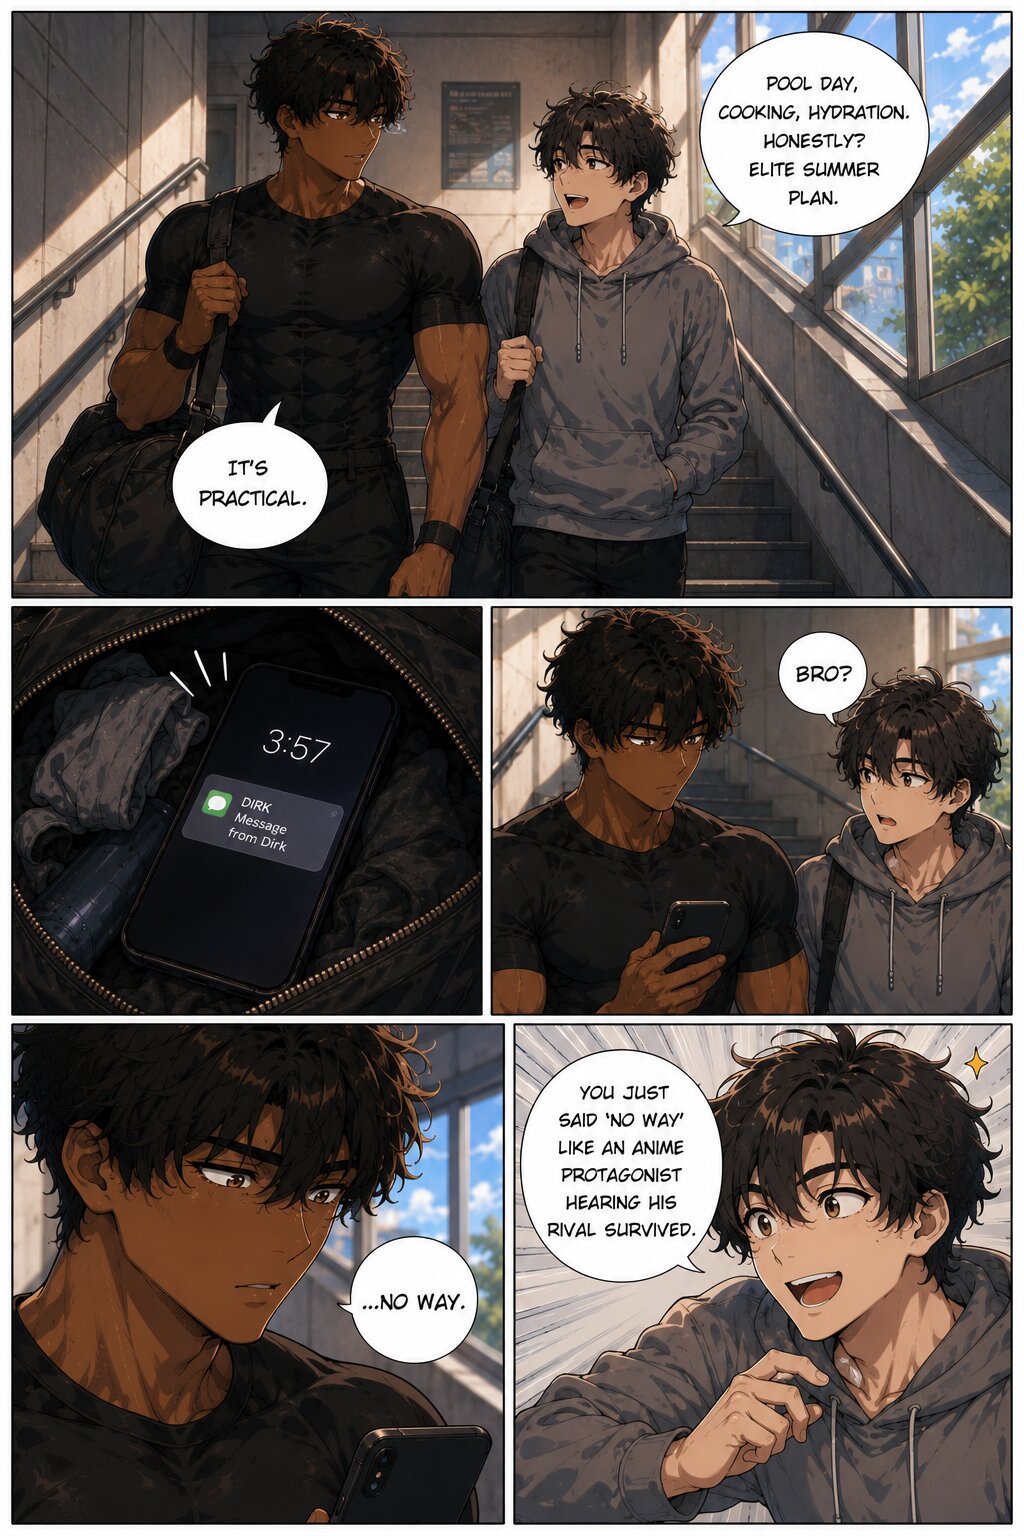 POOL DAY,
COOKING, HYDRATION.
HONESTLY?
ELITE SUMMER
PLAN.
IT'S
PRACTICAL.
3:57
DIRK
Message
from Dirk
BRO?
...NO WAY.
YOU JUST
SAID 'NO WAY'
LIKE AN ANIME
PROTAGONIST
HEARING HIS
RIVAL SURVIVED.